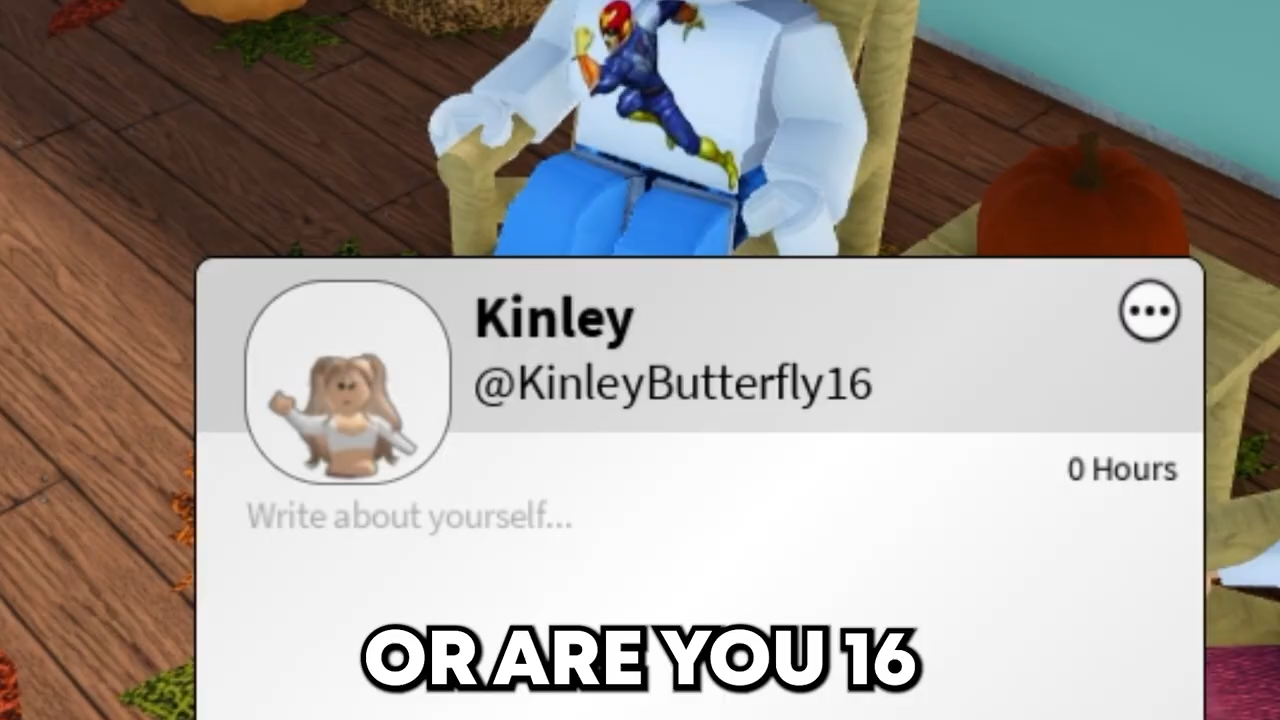 Kinley
@KinleyButterfly16
0 Hours
Write about yourself...
OR ARE YOU 16